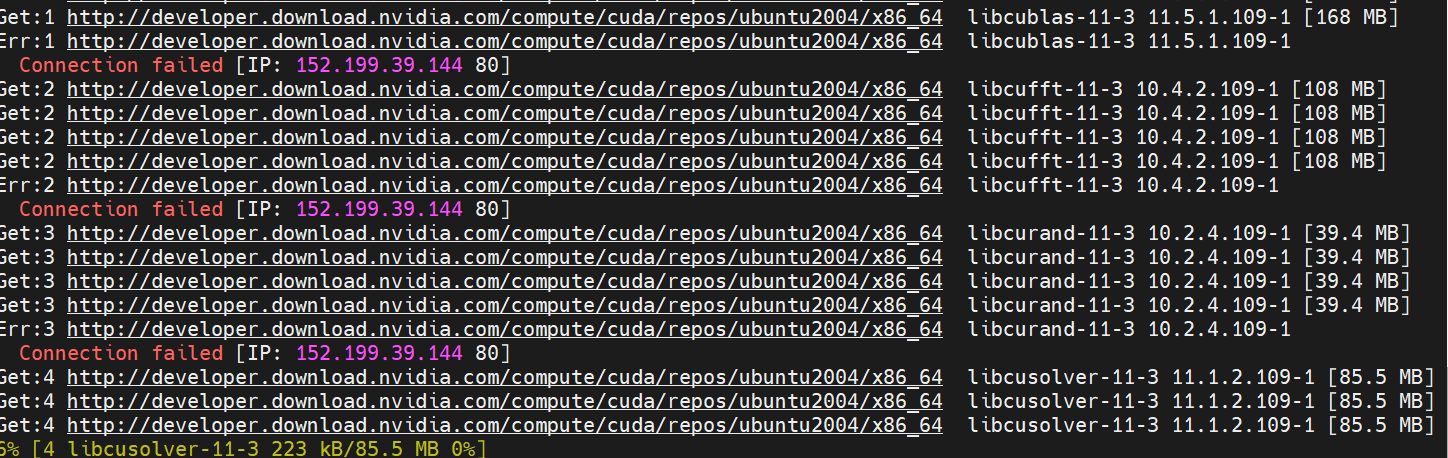 Get:1 http://developer.download.nvidia.com/compute/cuda/repos/ubuntu2004/x86_64 libcublas-11-3 11.5.1.109-1 [168 MB]
Err:1 http://developer.download.nvidia.com/compute/cuda/repos/ubuntu2004/x86_64 libcublas-11-3 11.5.1.109-1
Connection failed [IP: 152.199.39.144 80]
Get:2 http://developer.download.nvidia.com/compute/cuda/repos/ubuntu2004/x86_64 libcufft-11-3 10.4.2.109-1 [108 MB]
Get:2 http://developer.download.nvidia.com/compute/cuda/repos/ubuntu2004/x86_64 libcufft-11-3 10.4.2.109-1 [108 MB]
Get:2 http://developer.download.nvidia.com/compute/cuda/repos/ubuntu2004/x86_64 libcufft-11-3 10.4.2.109-1 [108 MB]
Get:2 http://developer.download.nvidia.com/compute/cuda/repos/ubuntu2004/x86_64 libcufft-11-3 10.4.2.109-1 [108 MB]
Err:2 http://developer.download.nvidia.com/compute/cuda/repos/ubuntu2004/x86_64 libcufft-11-3 10.4.2.109-1
Connection failed [IP: 152.199.39.144 80]
Get:3 http://developer.download.nvidia.com/compute/cuda/repos/ubuntu2004/x86_64 libcurand-11-3 10.2.4.109-1 [39.4 MB]
Get:3 http://developer.download.nvidia.com/compute/cuda/repos/ubuntu2004/x86_64 libcurand-11-3 10.2.4.109-1 [39.4 MB]
Get:3 http://developer.download.nvidia.com/compute/cuda/repos/ubuntu2004/x86_64 libcurand-11-3 10.2.4.109-1 [39.4 MB]
Get:3 http://developer.download.nvidia.com/compute/cuda/repos/ubuntu2004/x86_64 libcurand-11-3 10.2.4.109-1 [39.4 MB]
Err:3 http://developer.download.nvidia.com/compute/cuda/repos/ubuntu2004/x86_64 libcurand-11-3 10.2.4.109-1
Connection failed [IP: 152.199.39.144 80]
Get:4 http://developer.download.nvidia.com/compute/cuda/repos/ubuntu2004/x86_64 libcusolver-11-3 11.1.2.109-1 [85.5 MB]
Get:4 http://developer.download.nvidia.com/compute/cuda/repos/ubuntu2004/x86_64 libcusolver-11-3 11.1.2.109-1 [85.5 MB]
Get:4 http://developer.download.nvidia.com/compute/cuda/repos/ubuntu2004/x86_64 libcusolver-11-3 11.1.2.109-1 [85.5 MB]
6% [4 libcusolver-11-3 223 kB/85.5 MB 0%]